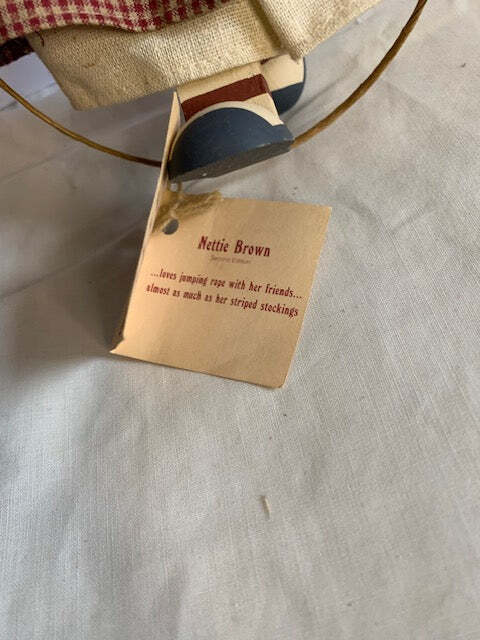 Nettie Brown
Second Edition
...loves jumping rope with her friends...
almost as much as her striped stockings